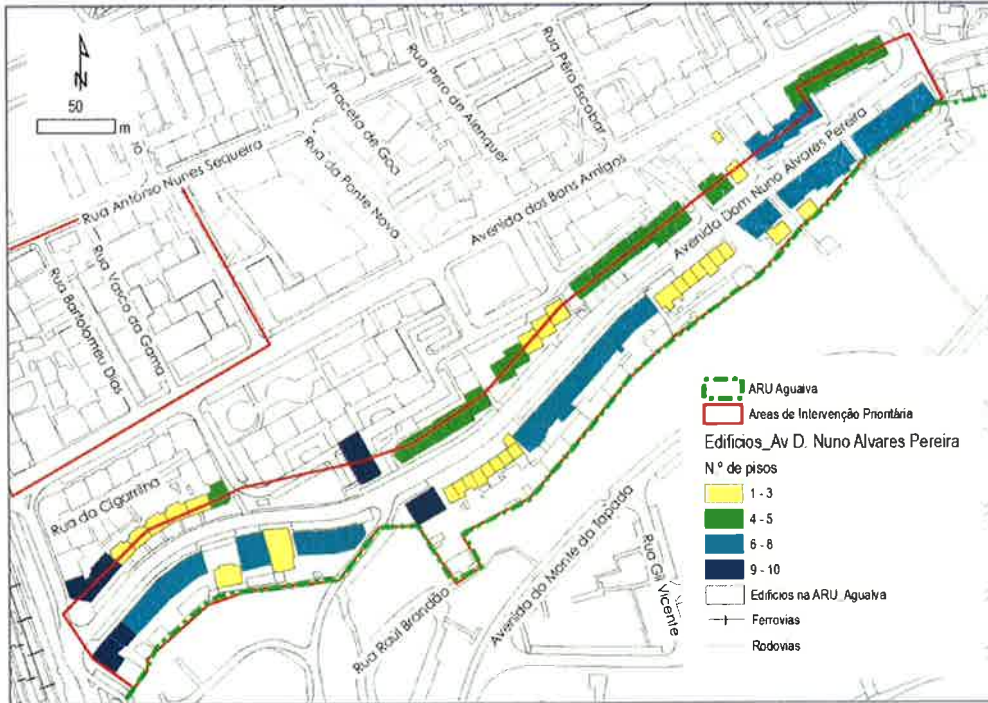 N
50
m
Rua António Nunes Sequeira
Rua Bartolomeu Dias
Rua Vasco da Gama
Rua da Ponte Nova
Praceta de Goa
Rua Pero de Alenquer
Rua Pêro Escobar
Avenida dos Bons Amigos
Avenida Dom Nuno Alvares Pereira
Rua da Cigarrilha
Rua Raul Brandão
Avenida do Monte da Tapada
Rua Gil Vicente
ARU Agualva
Areas de Intervenção Prioritária
Edifícios_Av D. Nuno Alvares Pereira
N º de pisos
1 - 3
4 - 5
6 - 8
9 - 10
Edifícios na ARU_Agualva
Ferrovias
Rodovias